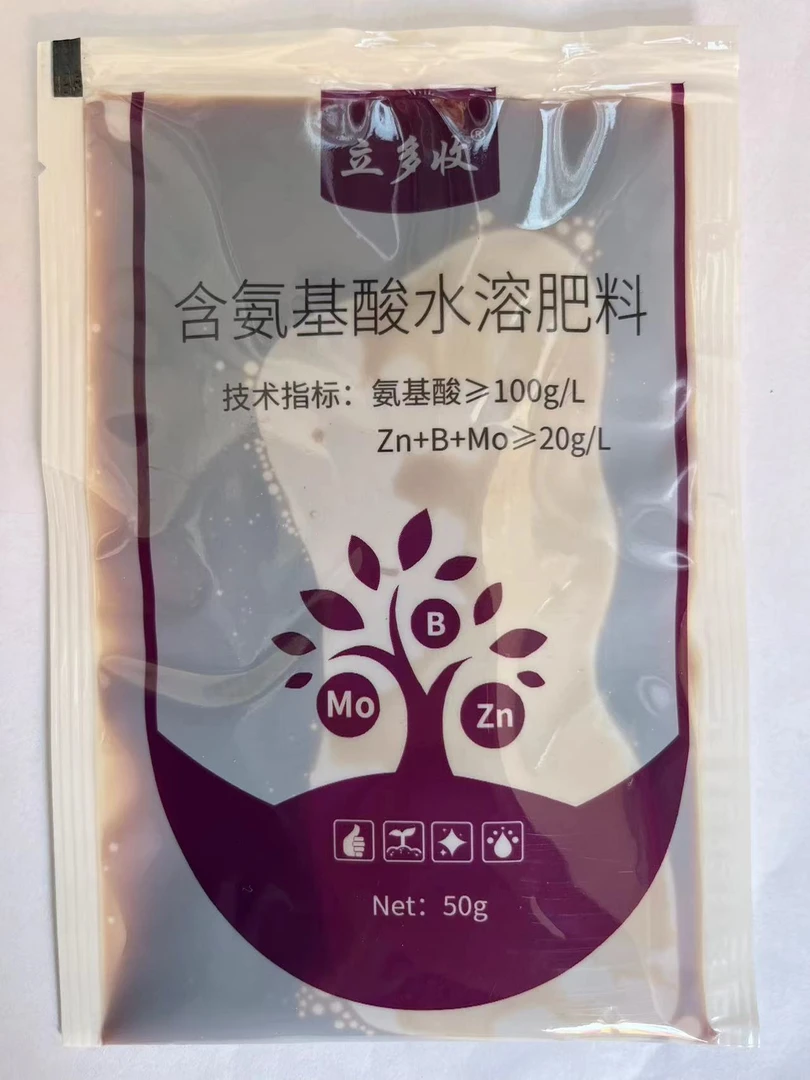 立多收®
含氨基酸水溶肥料
技术指标：氨基酸≥100g/L
Zn+B+Mo≥20g/L
B
Mo
Zn
Net：50g